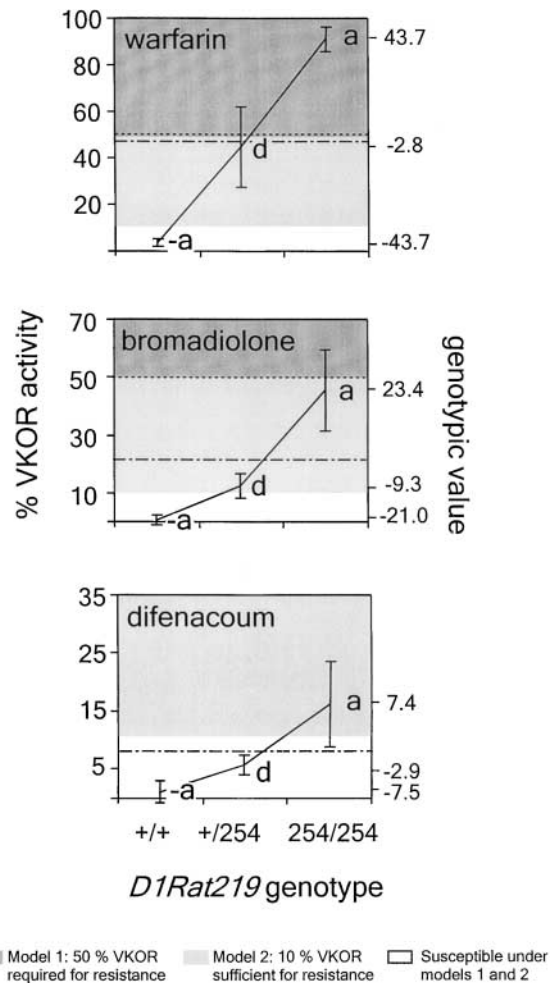 % VKOR activity
genotypic value
100
80
60
40
20
warfarin
a
d
-a
43.7
-2.8
-43.7
70
50
30
10
bromadiolone
a
d
-a
23.4
-9.3
-21.0
35
25
15
5
difenacoum
a
d
-a
7.4
-2.9
-7.5
+/+ +/254 254/254
D1Rat219 genotype
Model 1: 50 % VKOR
required for resistance
Model 2: 10 % VKOR
sufficient for resistance
Susceptible under
models 1 and 2